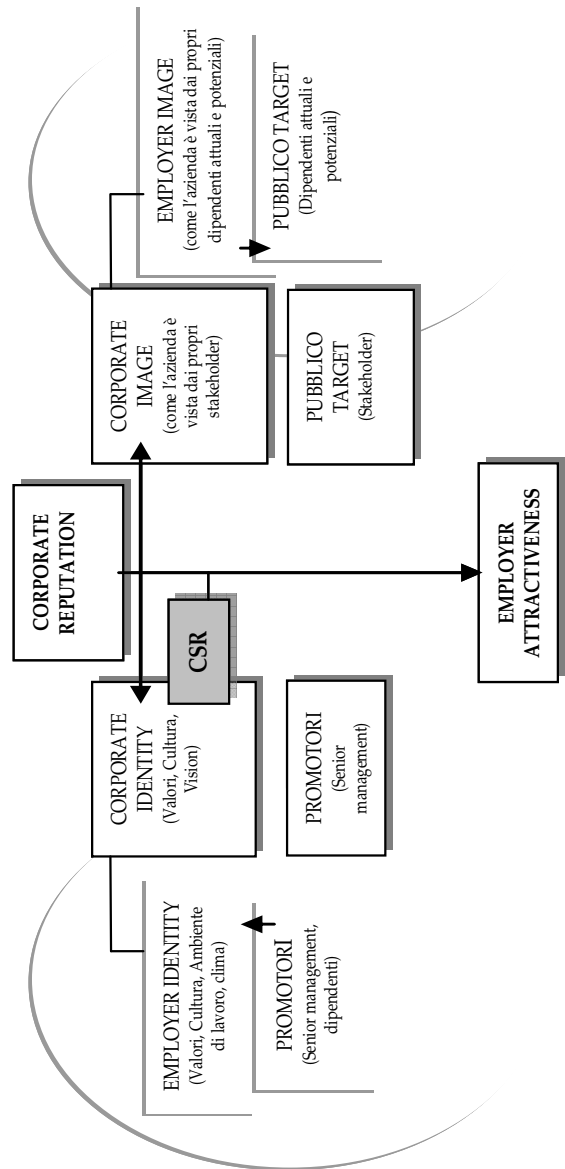 CORPORATE
REPUTATION
EMPLOYER IDENTITY
(Valori, Cultura, Ambiente
di lavoro, clima)
PROMOTORI
(Senior management,
dipendenti)
CORPORATE
IDENTITY
(Valori, Cultura,
Vision)
PROMOTORI
(Senior
management)
CSR
CORPORATE
IMAGE
(come l'azienda è
vista dai propri
stakeholder)
PUBBLICO
TARGET
(Stakeholder)
EMPLOYER IMAGE
(come l'azienda è vista dai propri
dipendenti attuali e potenziali)
PUBBLICO TARGET
(Dipendenti attuali e
potenziali)
EMPLOYER
ATTRACTIVENESS